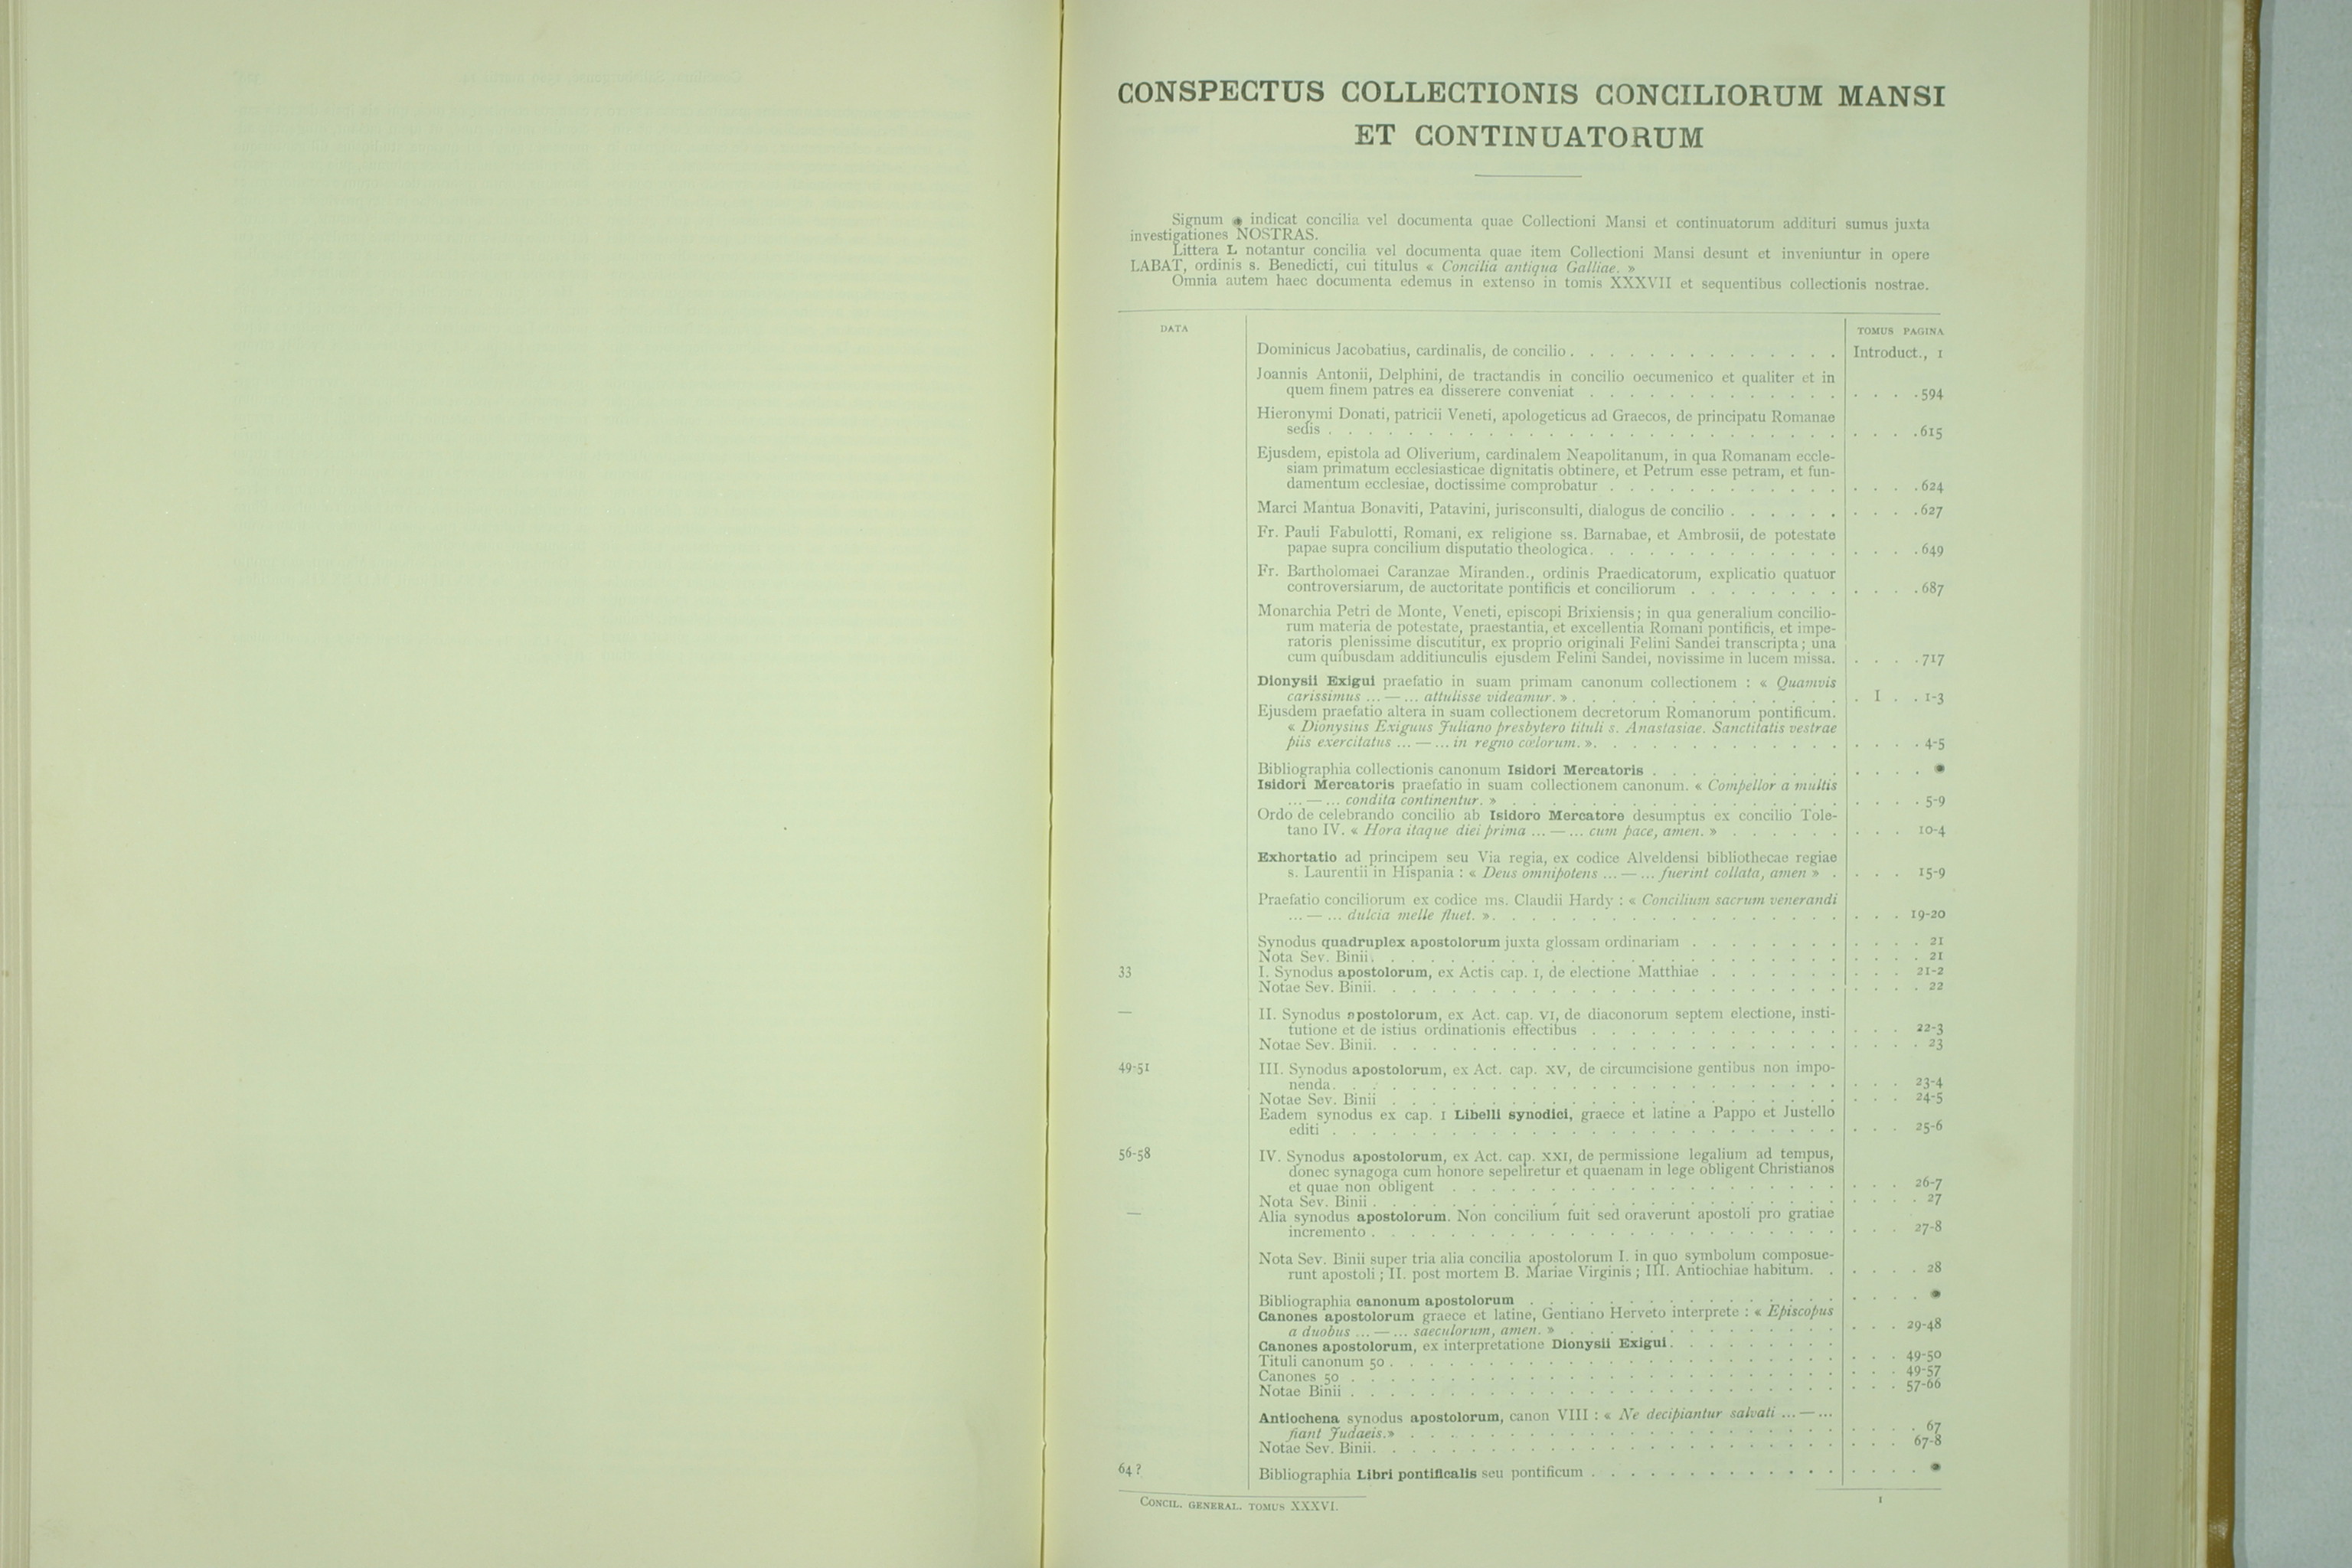 CONSPECTUS COLLECTIONIS CONCILIORUM MANSI
ET CONTINUATORUM
Signum * indicat concilia vel documenta quae Collectioni Mansi et continuatorum addituri sumus juxta
investigationes NOSTRAS.
Littera L notantur concilia vel documenta quae item Collectioni Mansi desunt et inveniuntur in opere
LABAT, ordinis s. Benedicti, cui titulus « Concilia antiqua Galliae. »
Omnia autem haec documenta edemus in extenso in tomis XXXVII et sequentibus collectionis nostrae.
DATA TOMUS PAGINA
Dominicus Jacobatius, cardinalis, de concilio . . . . Introduct., 1
Joannis Antonii, Delphini, de tractandis in concilio oecumenico et qualiter et in
quem finem patres ea disserere conveniat . . . . 594
Hieronymi Donati, patricii Veneti, apologeticus ad Graecos, de principatu Romanae
sedis . . . . 615
Ejusdem, epistola ad Oliverium, cardinalem Neapolitanum, in qua Romanam eccle-
siam primatum ecclesiasticae dignitatis obtinere, et Petrum esse petram, et fun-
damentum ecclesiae, doctissime comprobatur . . . . 624
Marci Mantua Bonaviti, Patavini, jurisconsulti, dialogus de concilio . . . . 627
Fr. Pauli Fabulotti, Romani, ex religione ss. Barnabae, et Ambrosii, de potestate
papae supra concilium disputatio theologica . . . . 649
Fr. Bartholomaei Caranzae Miranden., ordinis Praedicatorum, explicatio quatuor
controversiarum, de auctoritate pontificis et conciliorum . . . . 687
Monarchia Petri de Monte, Veneti, episcopi Brixiensis ; in qua generalium concilio-
rum materia de potestate, praestantia, et excellentia Romani pontificis, et impe-
ratoris plenissime discutitur, ex proprio originali Felini Sandei transcripta ; una
cum quibusdam additiunculis ejusdem Felini Sandei, novissime in lucem missa. . . . . 717
Dionysii Exigui praefatio in suam primam canonum collectionem : « Quamvis
carissimus ... — ... attulisse videamur. » . . . . I . . 1-3
Ejusdem praefatio altera in suam collectionem decretorum Romanorum pontificum.
« Dionysius Exiguus Juliano presbytero tituli s. Anastasiae. Sanctitatis vestrae
piis exercitatus ... — ... in regno cœlorum. ». . . . 4-5
Bibliographia collectionis canonum Isidori Mercatoris . . . . *
Isidori Mercatoris praefatio in suam collectionem canonum. « Compellor a multis
... — ... condita continentur. » . . . . 5-9
Ordo de celebrando concilio ab Isidoro Mercatore desumptus ex concilio Tole-
tano IV. « Hora itaque diei prima ... — ... cum pace, amen. » . . . . 10-4
Exhortatio ad principem seu Via regia, ex codice Alveldensi bibliothecae regiae
s. Laurentii in Hispania : « Deus omnipotens ... — ... fuerint collata, amen » . . . . 15-9
Praefatio conciliorum ex codice ms. Claudii Hardy : « Concilium sacrum venerandi
... — ... dulcia melle fluet. ». . . . 19-20
Synodus quadruplex apostolorum juxta glossam ordinariam . . . . 21
Nota Sev. Binii. . . . 21
33 I. Synodus apostolorum, ex Actis cap. I, de electione Matthiae . . . . 21-2
Notae Sev. Binii. . . . 22
— II. Synodus apostolorum, ex Act. cap. VI, de diaconorum septem electione, insti-
tutione et de istius ordinationis effectibus . . . . 22-3
Notae Sev. Binii. . . . 23
49-51 III. Synodus apostolorum, ex Act. cap. XV, de circumcisione gentibus non impo-
nenda. . . . 23-4
Notae Sev. Binii . . . . 24-5
Eadem synodus ex cap. I Libelli synodici, graece et latine a Pappo et Justello
editi . . . . 25-6
56-58 IV. Synodus apostolorum, ex Act. cap. XXI, de permissione legalium ad tempus,
donec synagoga cum honore sepeliretur et quaenam in lege obligent Christianos
et quae non obligent . . . . 26-7
Nota Sev. Binii . . . . 27
— Alia synodus apostolorum. Non concilium fuit sed oraverunt apostoli pro gratiae
incremento . . . . 27-8
Nota Sev. Binii super tria alia concilia apostolorum I. in quo symbolum composue-
runt apostoli ; II. post mortem B. Mariae Virginis ; III. Antiochiae habitum. . . . . 28
Bibliographia canonum apostolorum . . . . *
Canones apostolorum graece et latine, Gentiano Herveto interprete : « Episcopus
a duobus ... — ... saeculorum, amen. » . . . . 29-48
Canones apostolorum, ex interpretatione Dionysii Exigui. . . .
Tituli canonum 50 . . . . 49-50
Canones 50 . . . . 49-57
Notae Binii . . . . 57-66
Antiochena synodus apostolorum, canon VIII : « Ne decipiantur salvati ... — ...
fiant Judaeis.» . . . . 67
Notae Sev. Binii. . . . 67-8
64 ? Bibliographia Libri pontificalis seu pontificum . . . . *
CONCIL. GENERAL. TOMUS XXXVI. 1